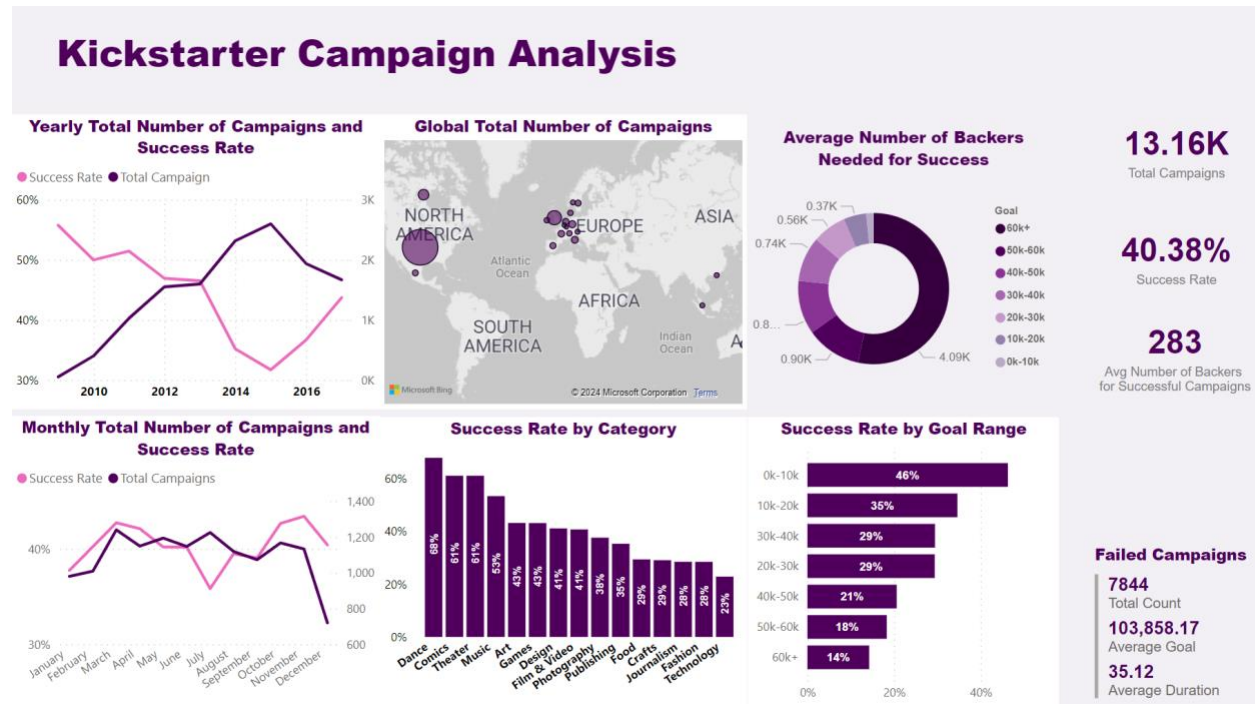 Kickstarter Campaign Analysis
Yearly Total Number of Campaigns and
Success Rate
Success Rate Total Campaign
60%
50%
40%
30%
3K
2K
1K
0K
2010 2012 2014 2016
Global Total Number of Campaigns
NORTH
AMERICA
EUROPE
ASIA
Atlantic
Ocean
AFRICA
SOUTH
AMERICA
Indian
Ocean
A
Microsoft Bing
© 2024 Microsoft Corporation Terms
Average Number of Backers
Needed for Success
0.37K
0.56K
0.74K
0.8...
0.90K
4.09K
Goal
60k+
50k-60k
40k-50k
30k-40k
20k-30k
10k-20k
0k-10k
13.16K
Total Campaigns
40.38%
Success Rate
283
Avg Number of Backers
for Successful Campaigns
Monthly Total Number of Campaigns and
Success Rate
Success Rate Total Campaigns
40%
30%
1,400
1,200
1,000
800
600
January
February
March
April
May
June
July
August
September
October
November
December
Success Rate by Category
60%
40%
20%
0%
68%
61%
61%
53%
43%
43%
41%
41%
38%
35%
29%
29%
28%
28%
23%
Dance
Comics
Theater
Music
Art
Games
Design
Film & Video
Photography
Publishing
Food
Crafts
Journalism
Fashion
Technology
Success Rate by Goal Range
0k-10k 46%
10k-20k 35%
30k-40k 29%
20k-30k 29%
40k-50k 21%
50k-60k 18%
60k+ 14%
0% 20% 40%
Failed Campaigns
7844
Total Count
103,858.17
Average Goal
35.12
Average Duration